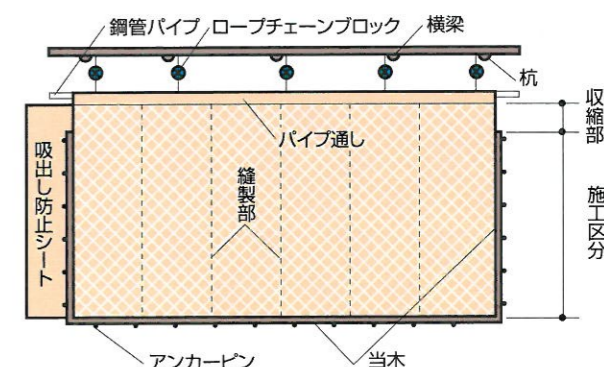 鋼管パイプ
ロープチェーンブロック
横梁
杭
収縮部
パイプ通し
縫製部
吸出し防止シート
施工区分
アンカーピン
当木